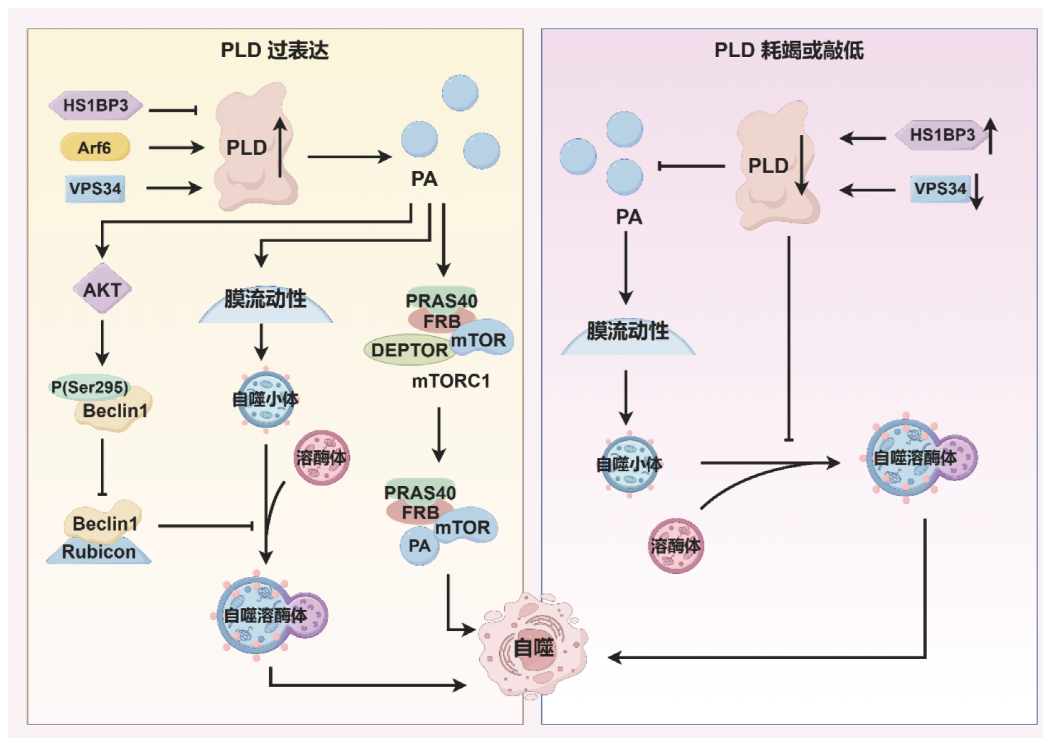 PLD 过表达
HS1BP3
Arf6
VPS34
PLD
PA
AKT
膜流动性
PRAS40
FRB
mTOR
DEPTOR
mTORC1
P(Ser295)
Beclin1
自噬小体
溶酶体
Beclin1
Rubicon
PRAS40
FRB
mTOR
PA
自噬溶酶体
自噬
PLD 耗竭或敲低
PA
PLD
HS1BP3
VPS34
膜流动性
自噬小体
溶酶体
自噬溶酶体